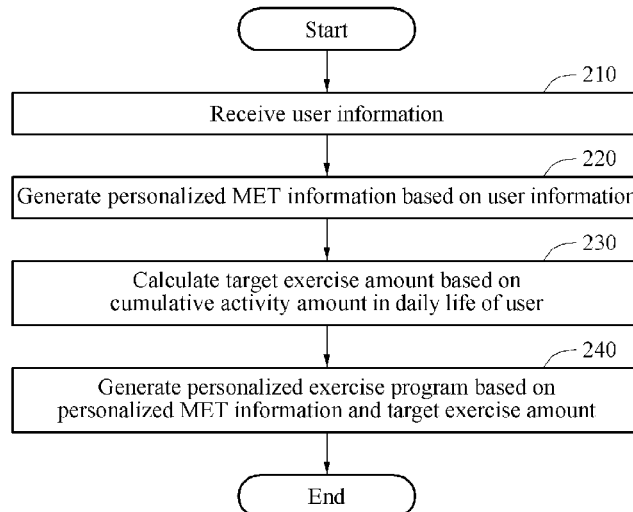 Start
210
Receive user information
220
Generate personalized MET information based on user information
230
Calculate target exercise amount based on
cumulative activity amount in daily life of user
240
Generate personalized exercise program based on
personalized MET information and target exercise amount
End